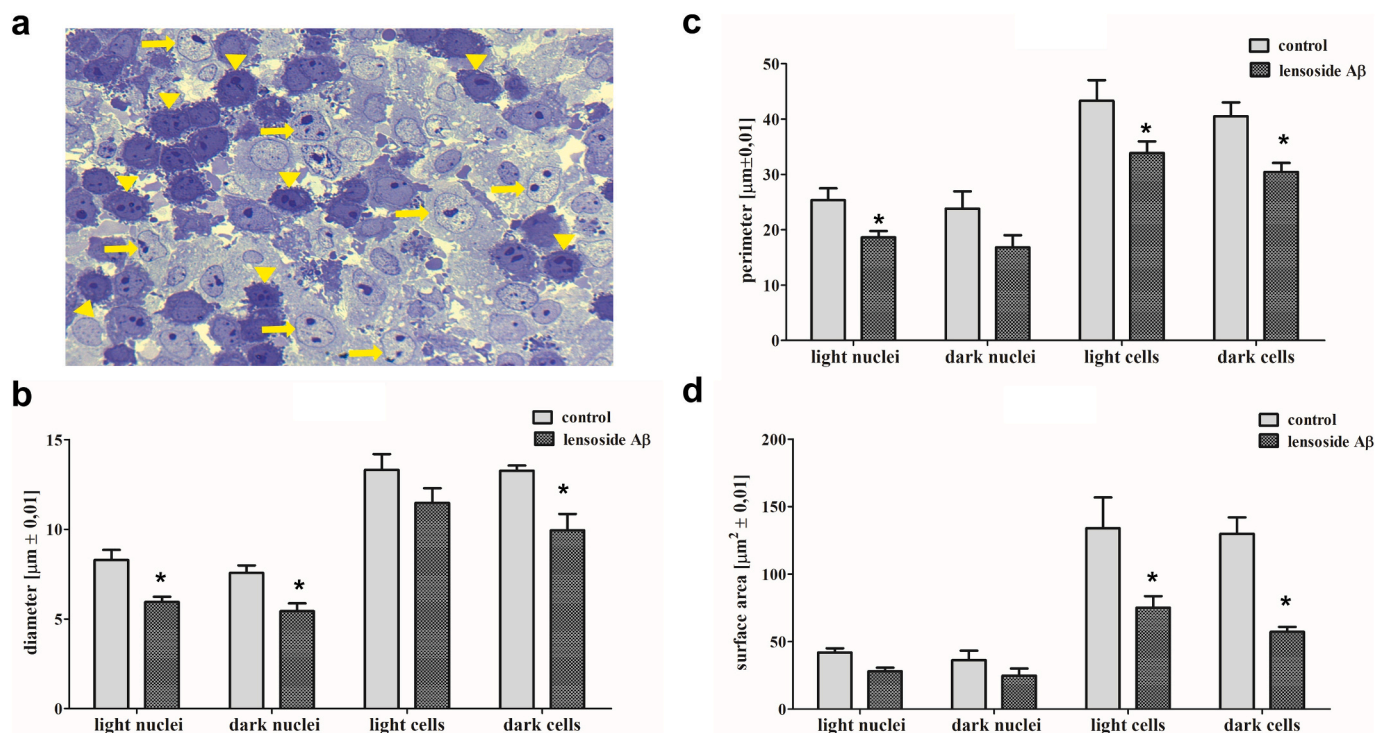 a
b
control
lensoside Aβ
diameter [μm ± 0,01]
15
10
5
0
*
*
*
light nuclei
dark nuclei
light cells
dark cells
c
control
lensoside Aβ
perimeter [μm±0,01]
50
40
30
20
10
0
*
*
*
light nuclei
dark nuclei
light cells
dark cells
d
control
lensoside Aβ
surface area [μm² ± 0,01]
200
150
100
50
0
*
*
light nuclei
dark nuclei
light cells
dark cells